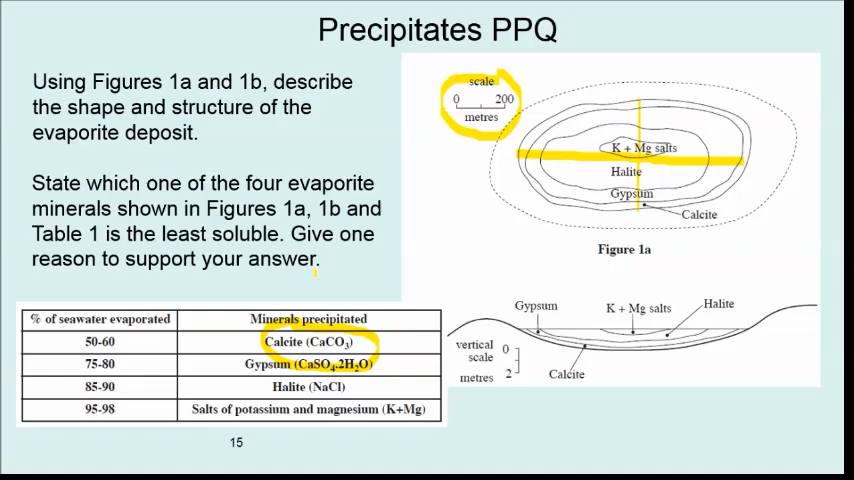 Precipitates PPQ
Using Figures 1a and 1b, describe
the shape and structure of the
evaporite deposit.
State which one of the four evaporite
minerals shown in Figures 1a, 1b and
Table 1 is the least soluble. Give one
reason to support your answer.
scale
0 200
metres
K + Mg salts
Halite
Gypsum
Calcite
Figure 1a
Gypsum K + Mg salts Halite
vertical
scale
metres
0
2
Calcite
% of seawater evaporated Minerals precipitated
50-60 Calcite (CaCO₃)
75-80 Gypsum (CaSO₄.2H₂O)
85-90 Halite (NaCl)
95-98 Salts of potassium and magnesium (K+Mg)
15